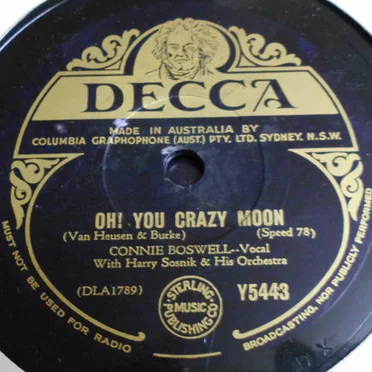 DECCA
MADE IN AUSTRALIA BY
COLUMBIA GRAPHOPHONE (AUST.) PTY. LTD. SYDNEY, N.S.W.
OH! YOU CRAZY MOON
(Van Heusen & Burke) (Speed 78)
CONNIE BOSWELL--Vocal
With Harry Sosnik & His Orchestra
(DLA1789) Y5443
STERLING
MUSIC
PUBLISHING CO
MUST NOT BE USED FOR RADIO BROADCASTING, NOR PUBLICLY PERFORMED